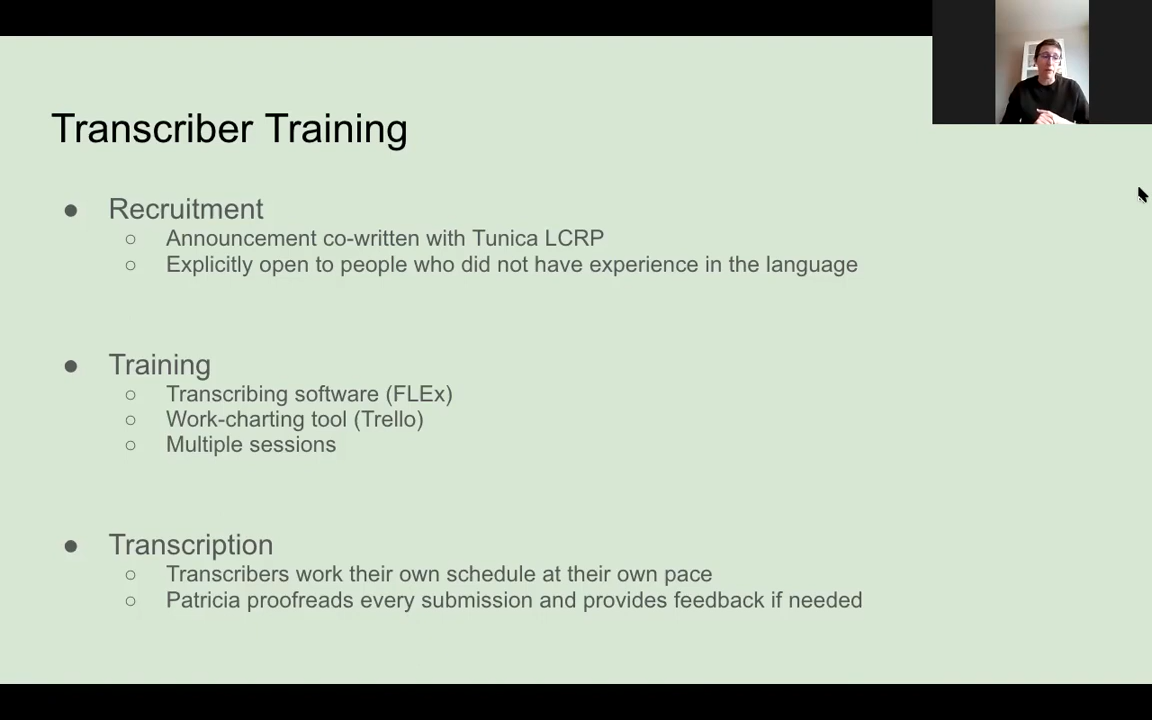 Transcriber Training
● Recruitment
○ Announcement co-written with Tunica LCRP
○ Explicitly open to people who did not have experience in the language
● Training
○ Transcribing software (FLEx)
○ Work-charting tool (Trello)
○ Multiple sessions
● Transcription
○ Transcribers work their own schedule at their own pace
○ Patricia proofreads every submission and provides feedback if needed